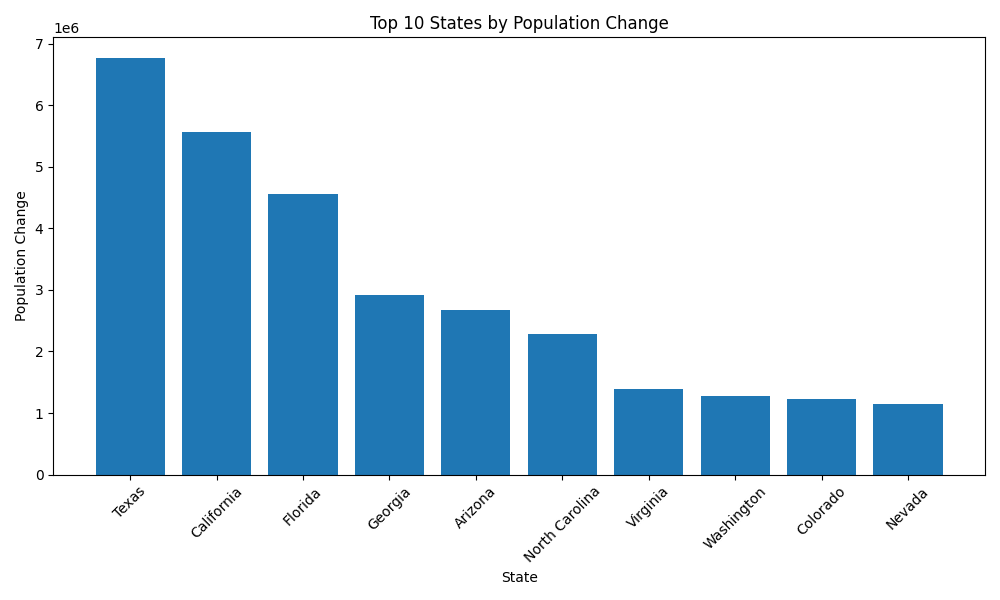 Top 10 States by Population Change
1e6
7
6
5
4
3
2
1
0
Population Change
Texas
California
Florida
Georgia
Arizona
North Carolina
Virginia
Washington
Colorado
Nevada
State